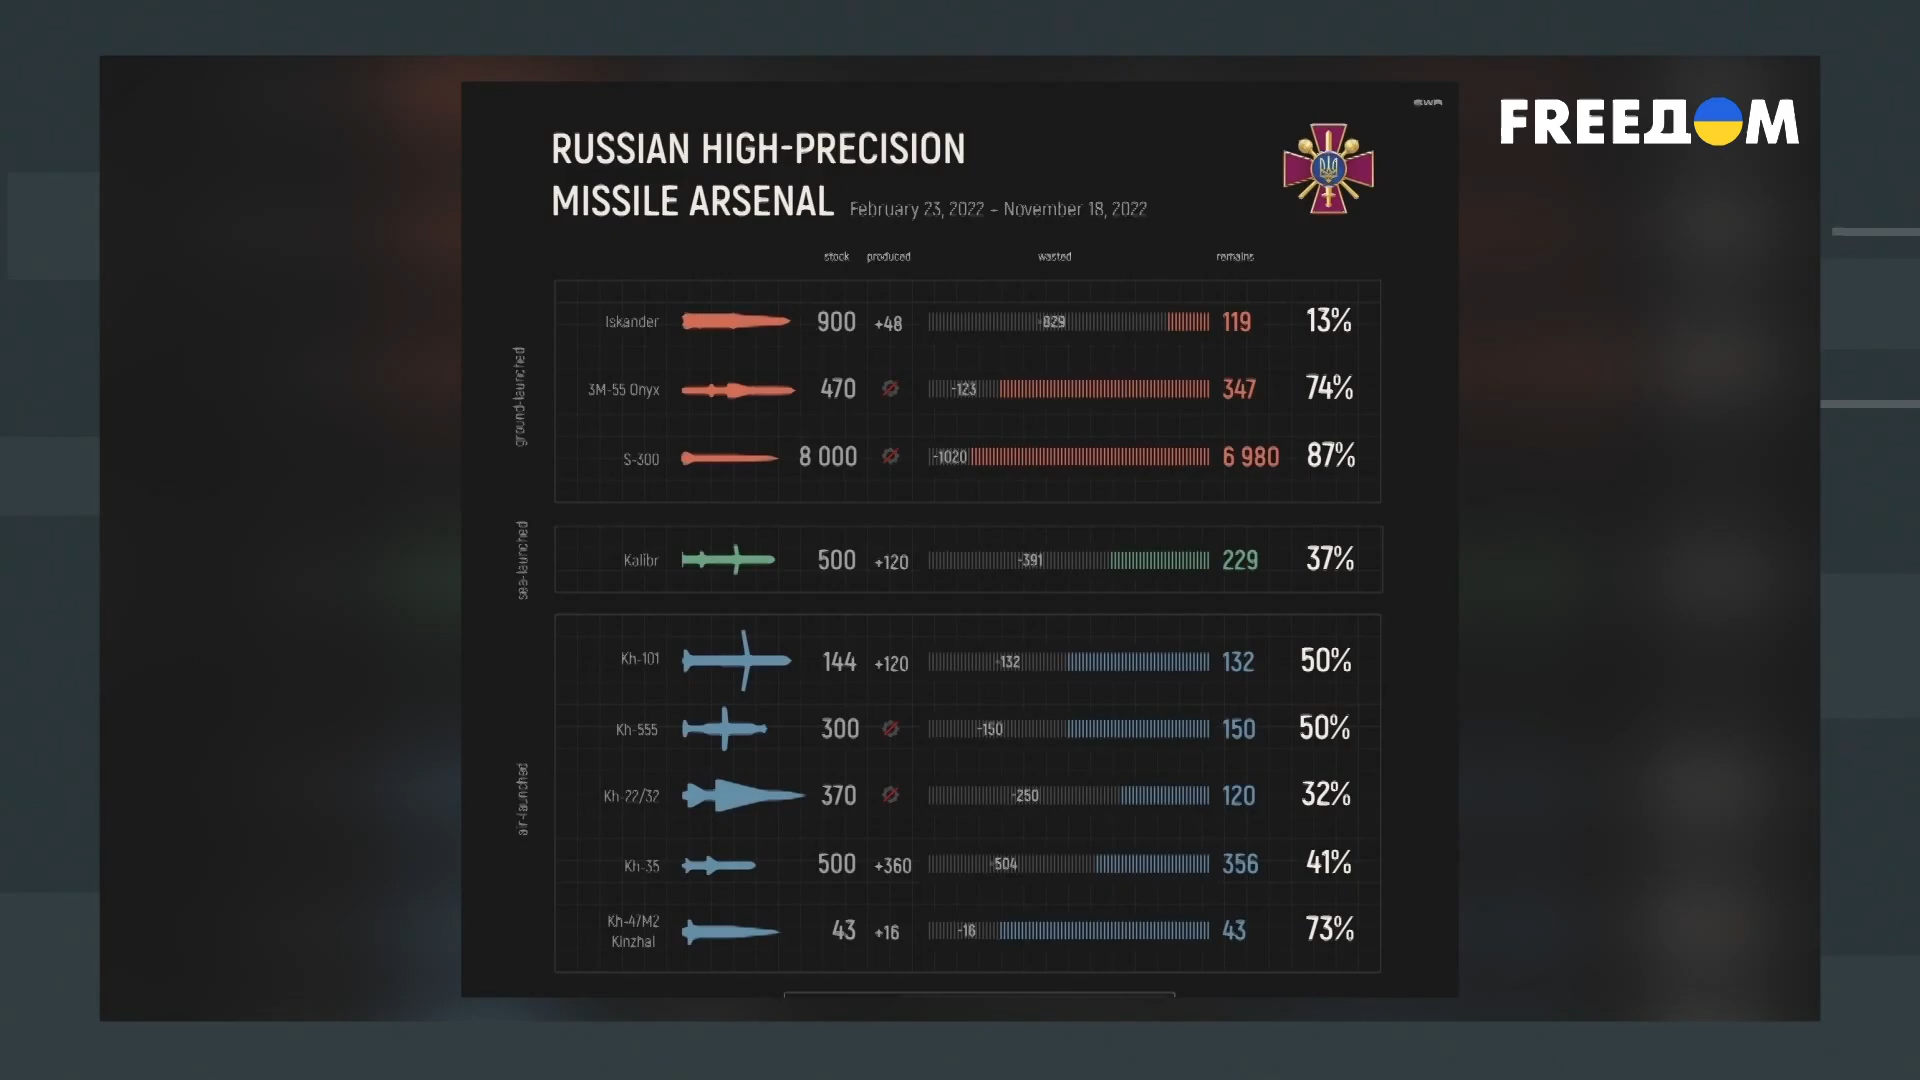 FREEДOM
RUSSIAN HIGH-PRECISION
MISSILE ARSENAL February 23, 2022 - November 18, 2022
stock produced wasted remains
ground-launched
Iskander 900 +48 -829 119 13%
3M-55 Onyx 470 -123 347 74%
S-300 8 000 -1020 6 980 87%
sea-launched
Kalibr 500 +120 -391 229 37%
air-launched
Kh-101 144 +120 -132 132 50%
Kh-555 300 -150 150 50%
Kh-22/32 370 -250 120 32%
Kh-35 500 +360 -504 356 41%
Kh-47M2
Kinzhal 43 +16 -16 43 73%